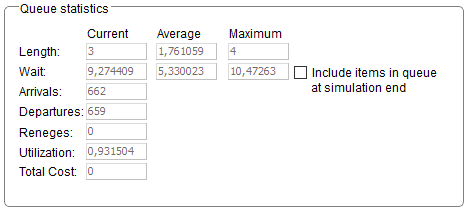 Queue statistics
Current Average Maximum
Length: 3 1,761059 4
Wait: 9,274409 5,330023 10,47263 Include items in queue
at simulation end
Arrivals: 662
Departures: 659
Reneges: 0
Utilization: 0,931504
Total Cost: 0